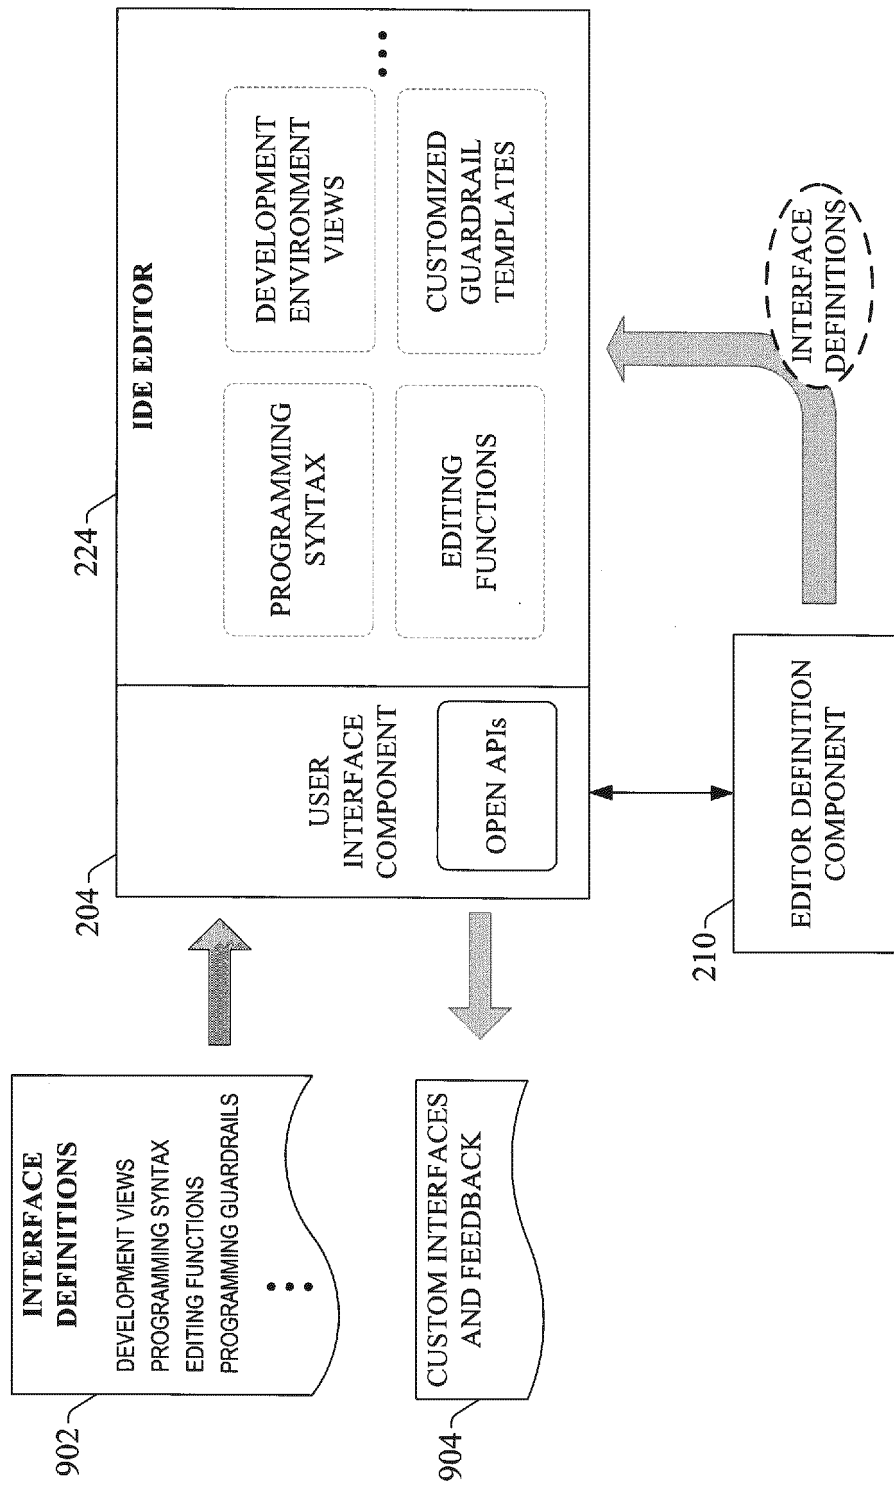 902
INTERFACE
DEFINITIONS
DEVELOPMENT VIEWS
PROGRAMMING SYNTAX
EDITING FUNCTIONS
PROGRAMMING GUARDRAILS
904
CUSTOM INTERFACES
AND FEEDBACK
204
USER
INTERFACE
COMPONENT
OPEN APIs
224
IDE EDITOR
PROGRAMMING
SYNTAX
DEVELOPMENT
ENVIRONMENT
VIEWS
EDITING
FUNCTIONS
CUSTOMIZED
GUARDRAIL
TEMPLATES
210
EDITOR DEFINITION
COMPONENT
INTERFACE
DEFINITIONS